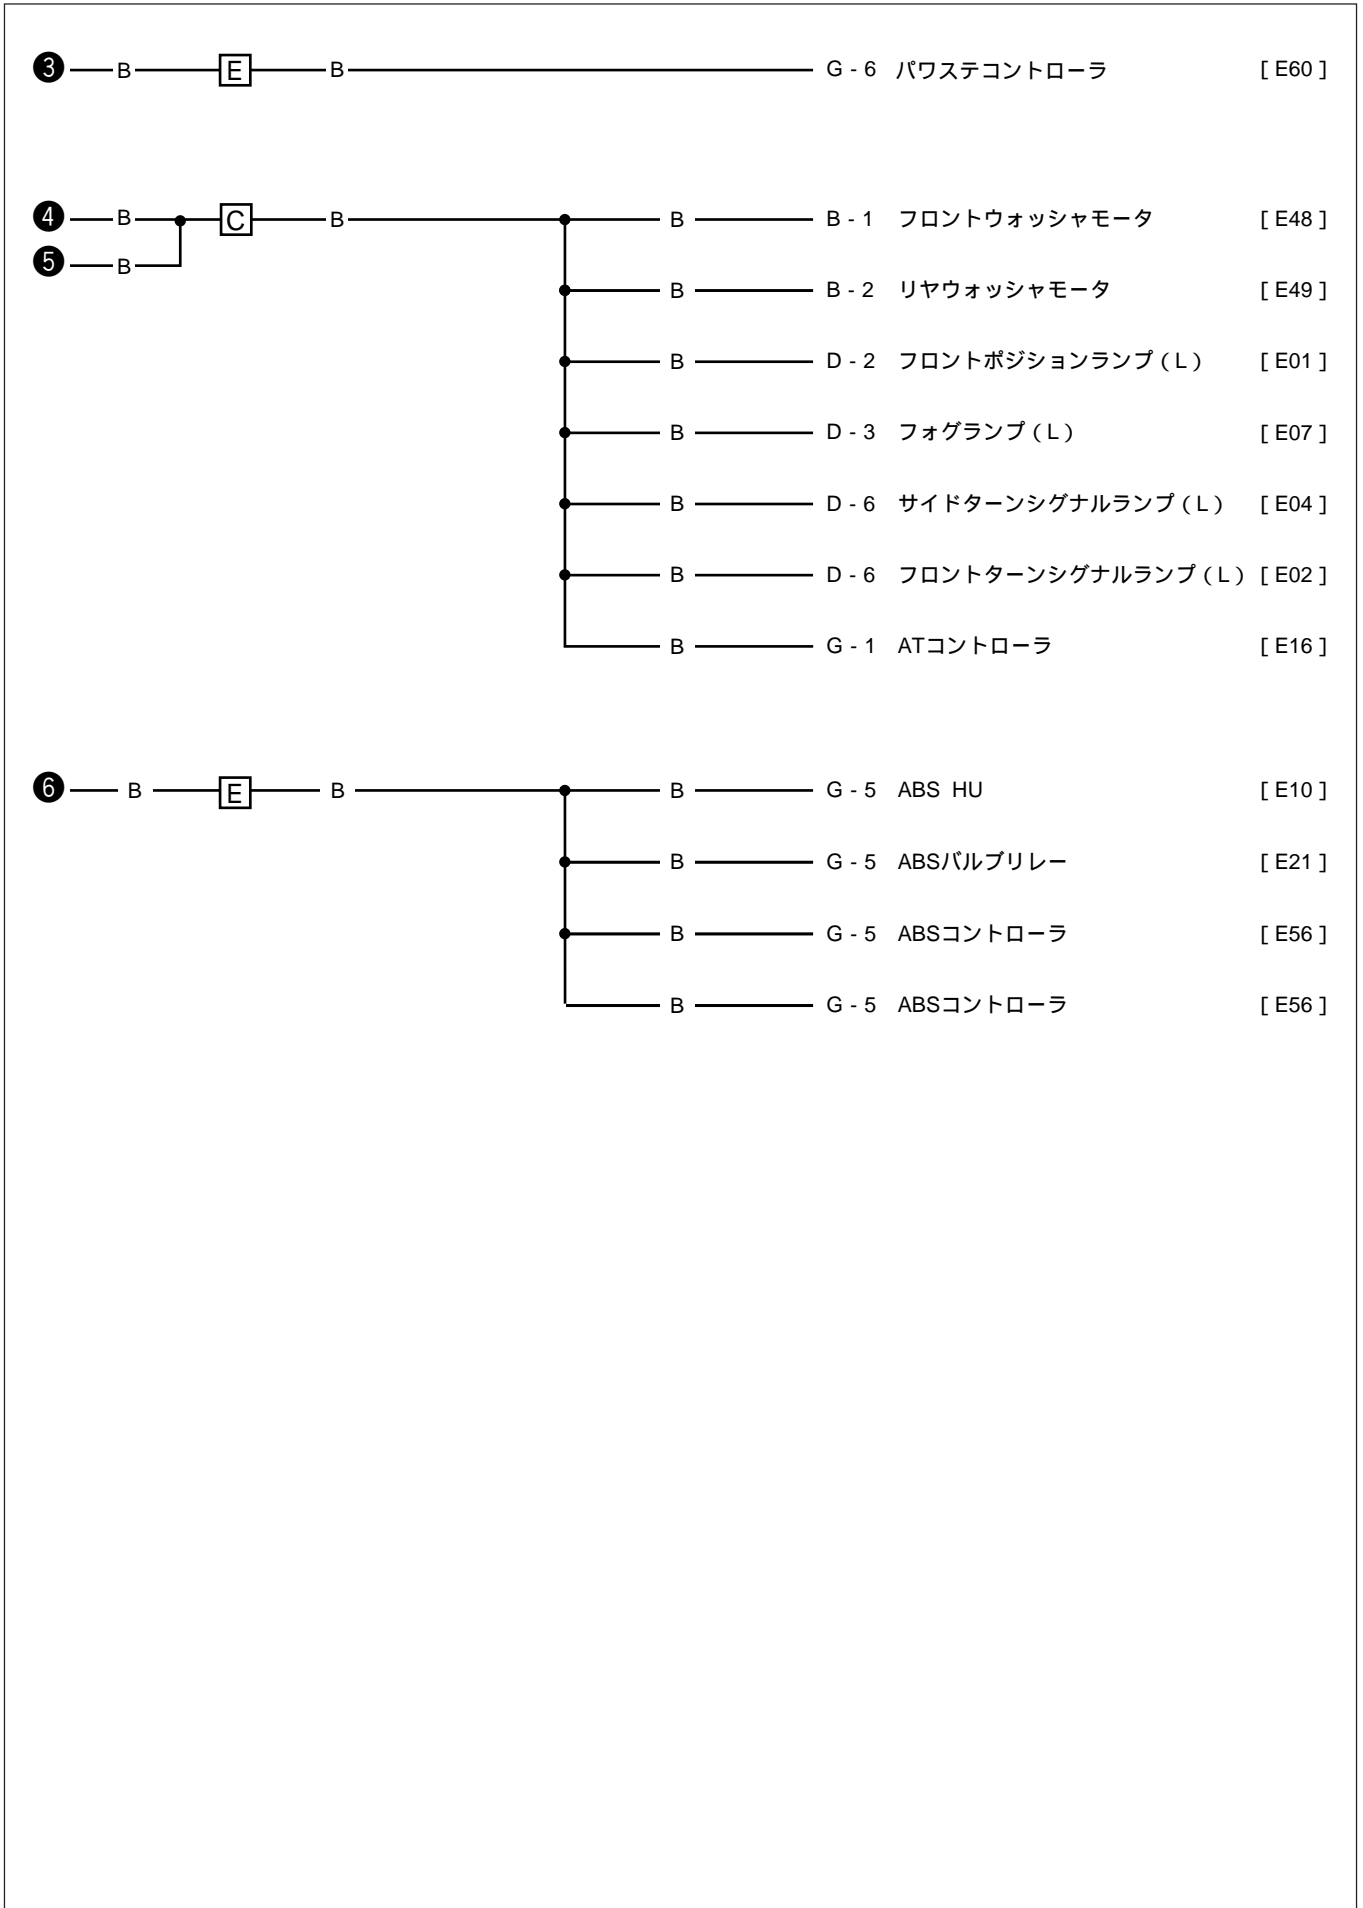 ❸ B E B G - 6 パワステコントローラ [ E60 ]
❹ B C B B B - 1 フロントウォッシャモータ [ E48 ]
❺ B
B B - 2 リヤウォッシャモータ [ E49 ]
B D - 2 フロントポジションランプ ( L ) [ E01 ]
B D - 3 フォグランプ ( L ) [ E07 ]
B D - 6 サイドターンシグナルランプ ( L ) [ E04 ]
B D - 6 フロントターンシグナルランプ ( L ) [ E02 ]
B G - 1 ATコントローラ [ E16 ]
❻ B E B B G - 5 ABS HU [ E10 ]
B G - 5 ABSバルブリレー [ E21 ]
B G - 5 ABSコントローラ [ E56 ]
B G - 5 ABSコントローラ [ E56 ]